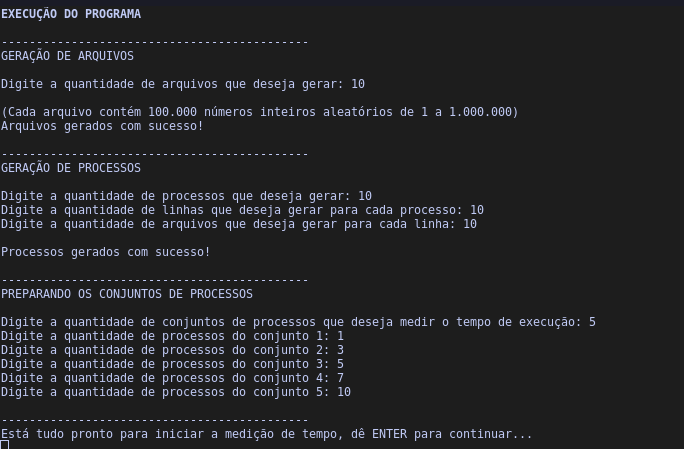 EXECUÇÃO DO PROGRAMA
--------------------------------------------
GERAÇÃO DE ARQUIVOS
Digite a quantidade de arquivos que deseja gerar: 10
(Cada arquivo contém 100.000 números inteiros aleatórios de 1 a 1.000.000)
Arquivos gerados com sucesso!
--------------------------------------------
GERAÇÃO DE PROCESSOS
Digite a quantidade de processos que deseja gerar: 10
Digite a quantidade de linhas que deseja gerar para cada processo: 10
Digite a quantidade de arquivos que deseja gerar para cada linha: 10
Processos gerados com sucesso!
--------------------------------------------
PREPARANDO OS CONJUNTOS DE PROCESSOS
Digite a quantidade de conjuntos de processos que deseja medir o tempo de execução: 5
Digite a quantidade de processos do conjunto 1: 1
Digite a quantidade de processos do conjunto 2: 3
Digite a quantidade de processos do conjunto 3: 5
Digite a quantidade de processos do conjunto 4: 7
Digite a quantidade de processos do conjunto 5: 10
--------------------------------------------
Está tudo pronto para iniciar a medição de tempo, dê ENTER para continuar...